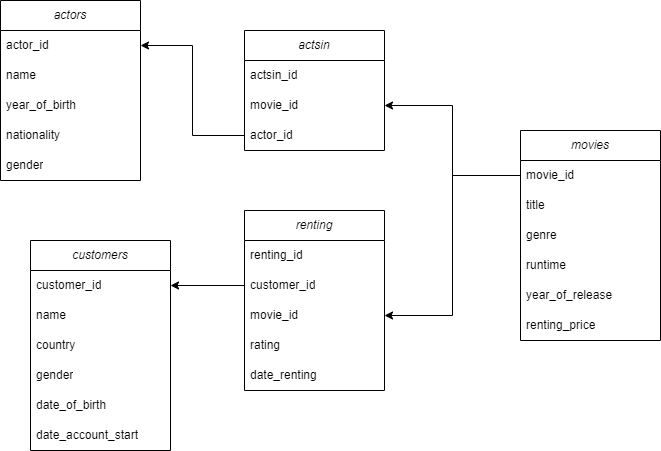 actors
actor_id
name
year_of_birth
nationality
gender
actsin
actsin_id
movie_id
actor_id
movies
movie_id
title
genre
runtime
year_of_release
renting_price
renting
renting_id
customer_id
movie_id
rating
date_renting
customers
customer_id
name
country
gender
date_of_birth
date_account_start